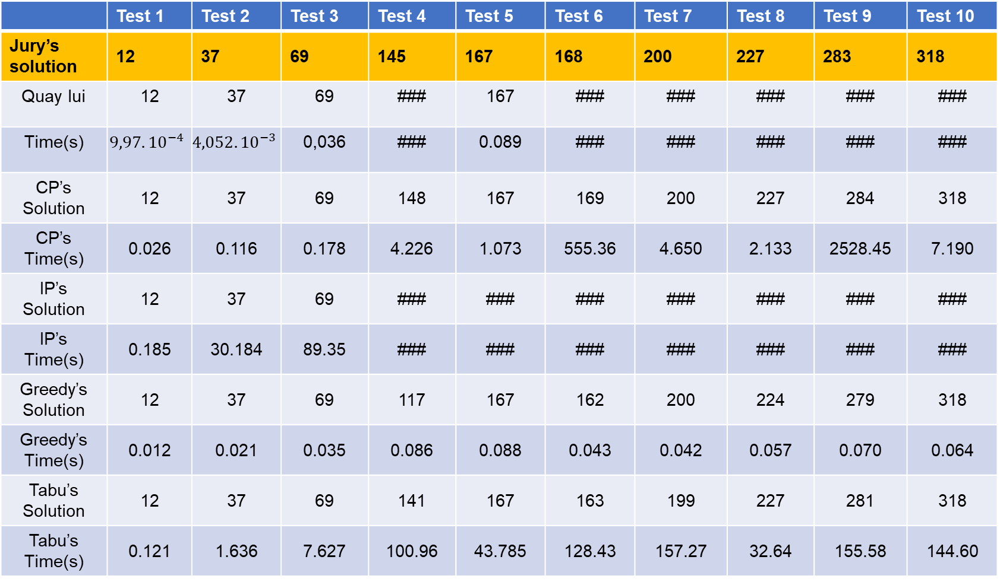 Test 1 Test 2 Test 3 Test 4 Test 5 Test 6 Test 7 Test 8 Test 9 Test 10
Jury’s
solution
12 37 69 145 167 168 200 227 283 318
Quay lui 12 37 69 ### 167 ### ### ### ### ###
Time(s) 9,97. 10⁻⁴ 4,052. 10⁻³ 0,036 ### 0.089 ### ### ### ### ###
CP’s
Solution
12 37 69 148 167 169 200 227 284 318
CP’s
Time(s)
0.026 0.116 0.178 4.226 1.073 555.36 4.650 2.133 2528.45 7.190
IP’s
Solution
12 37 69 ### ### ### ### ### ### ###
IP’s
Time(s)
0.185 30.184 89.35 ### ### ### ### ### ### ###
Greedy’s
Solution
12 37 69 117 167 162 200 224 279 318
Greedy’s
Time(s)
0.012 0.021 0.035 0.086 0.088 0.043 0.042 0.057 0.070 0.064
Tabu’s
Solution
12 37 69 141 167 163 199 227 281 318
Tabu’s
Time(s)
0.121 1.636 7.627 100.96 43.785 128.43 157.27 32.64 155.58 144.60